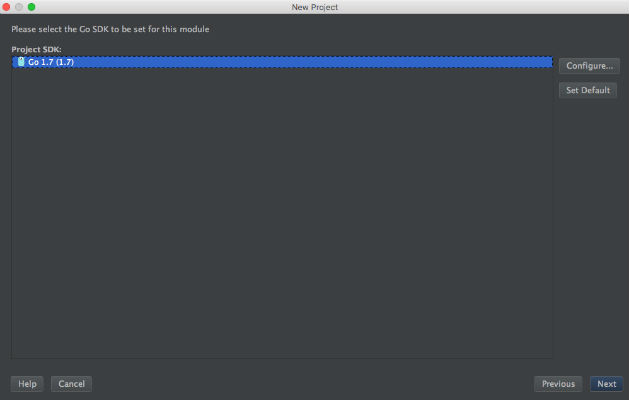 New Project
Please select the Go SDK to be set for this module
Project SDK:
Go 1.7 (1.7)
Configure...
Set Default
Help
Cancel
Previous
Next